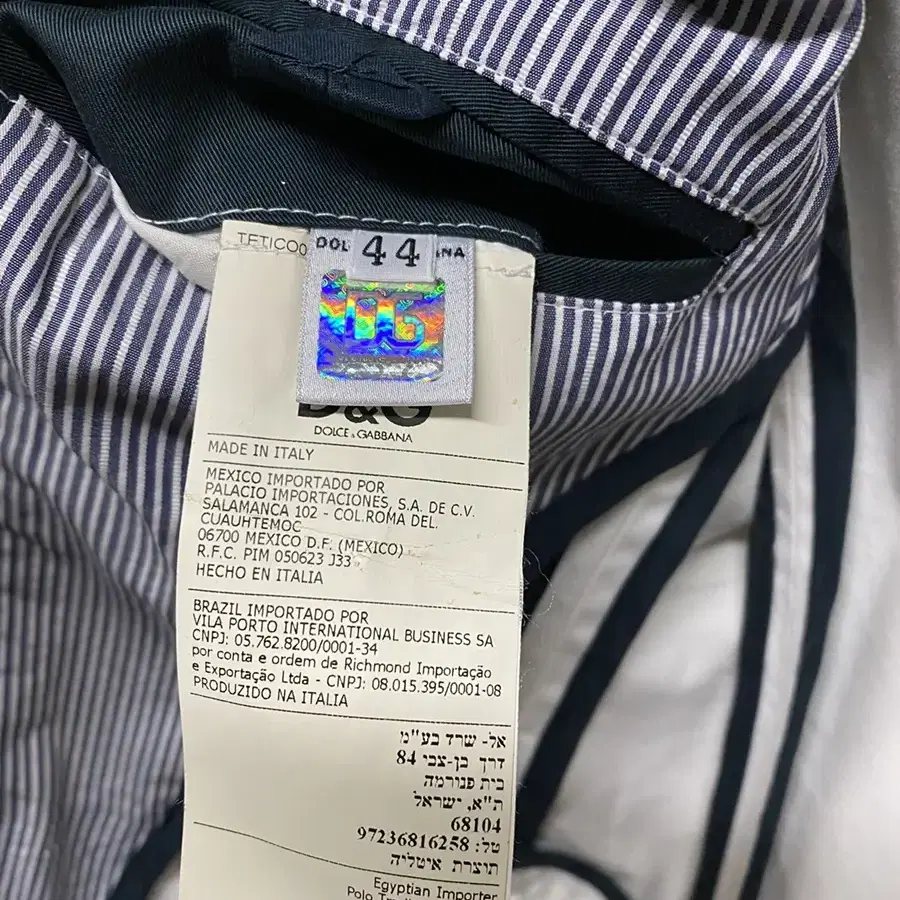 TETICO0
DOL 44 NA
DG
D&G
DOLCE & GABBANA
MADE IN ITALY
MEXICO IMPORTADO POR
PALACIO IMPORTACIONES, S.A. DE C.V.
SALAMANCA 102 - COL.ROMA DEL.
CUAUHTEMOC
06700 MEXICO D.F. (MEXICO)
R.F.C. PIM 050623 J33
HECHO EN ITALIA
BRAZIL IMPORTADO POR
VILA PORTO INTERNATIONAL BUSINESS SA
CNPJ: 05.762.8200/0001-34
por conta e ordem de Richmond Importação
e Exportação Ltda - CNPJ: 08.015.395/0001-08
PRODUZIDO NA ITALIA
אל- שרד בע"מ
דרך בן-צבי 84
בית פנורמה
ת"א, ישראל
68104
טל: 97236816258
תוצרת איטליה
Egyptian Importer
Polo